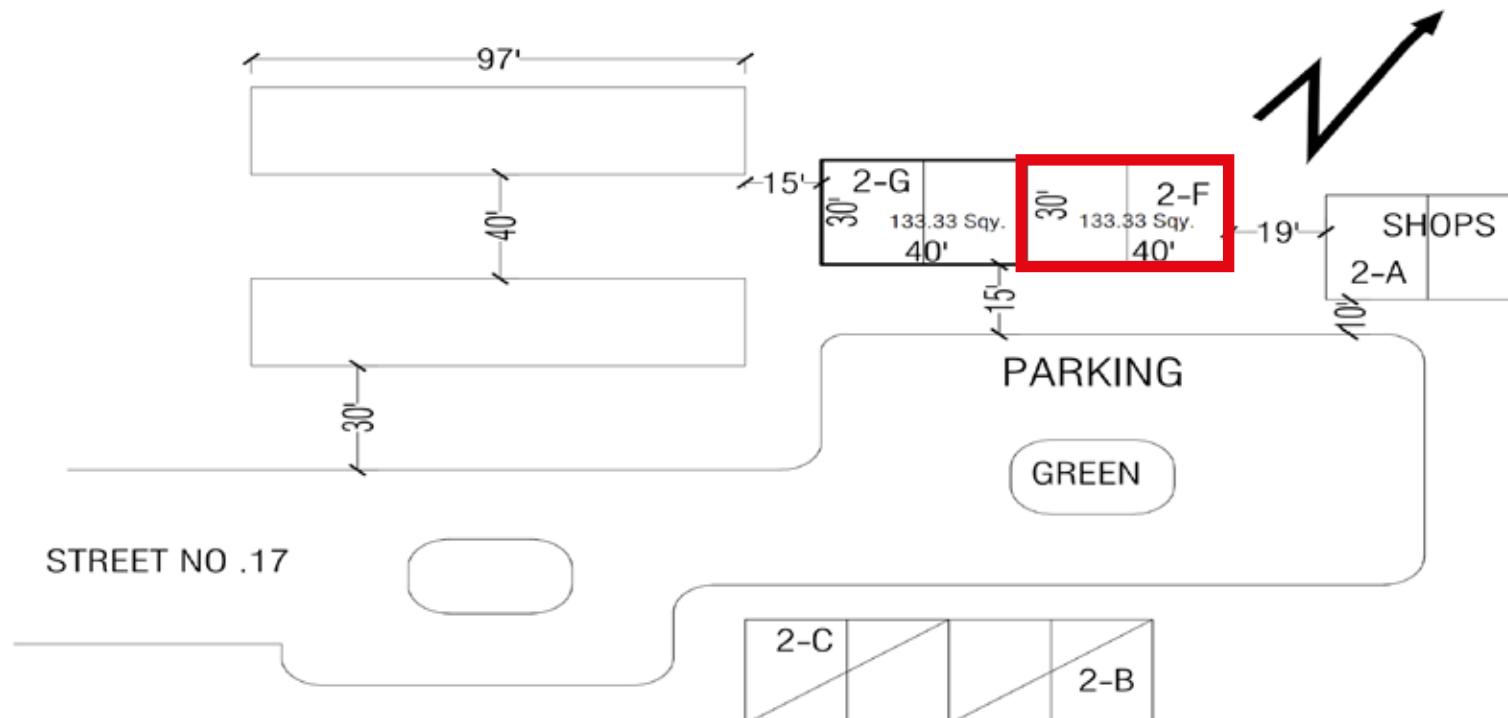 97'
15'
2-G
30'
133.33 Sqy.
40'
30'
2-F
133.33 Sqy.
40'
19'
SHOPS
2-A
40'
15'
10'
PARKING
30'
GREEN
STREET NO .17
2-C
2-B